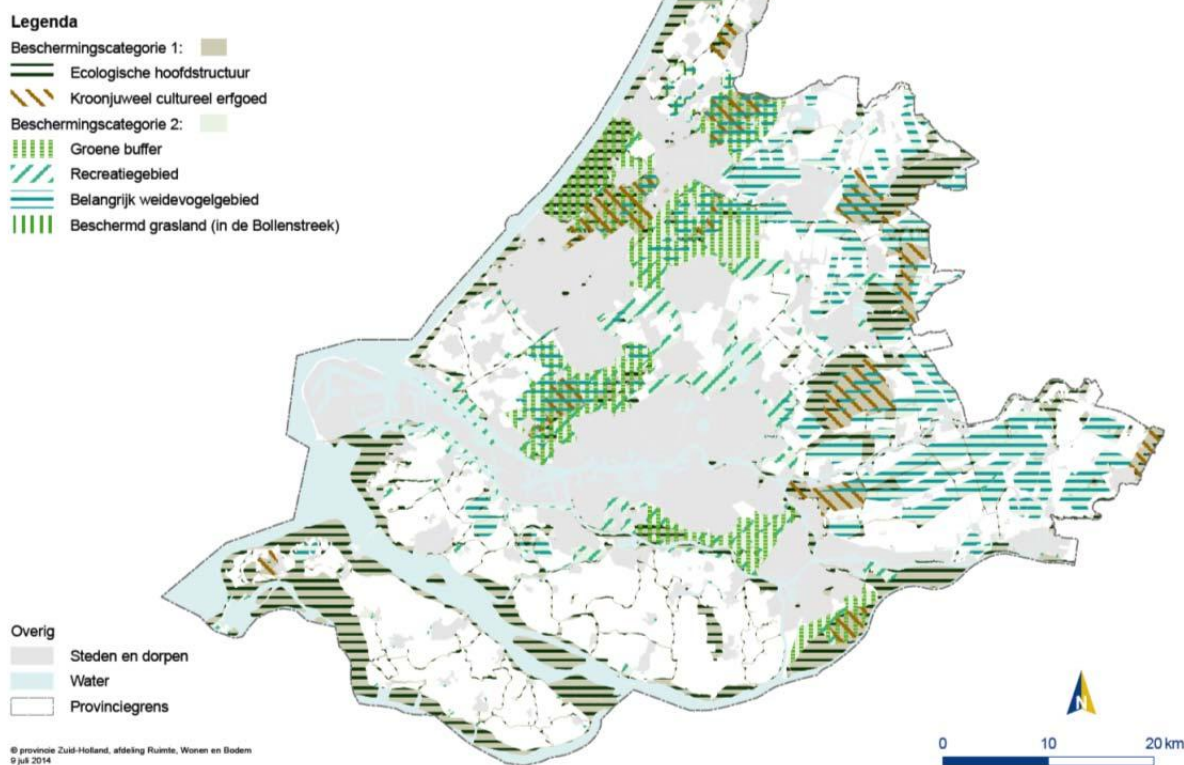 Legenda
Beschermingscategorie 1:
Ecologische hoofdstructuur
Kroonjuweel cultureel erfgoed
Beschermingscategorie 2:
Groene buffer
Recreatiegebied
Belangrijk weidevogelgebied
Beschermd grasland (in de Bollenstreek)
Overig
Steden en dorpen
Water
Provinciegrens
© provincie Zuid-Holland, afdeling Ruimte, Wonen en Bodem
9 juli 2014
N
0 10 20 km